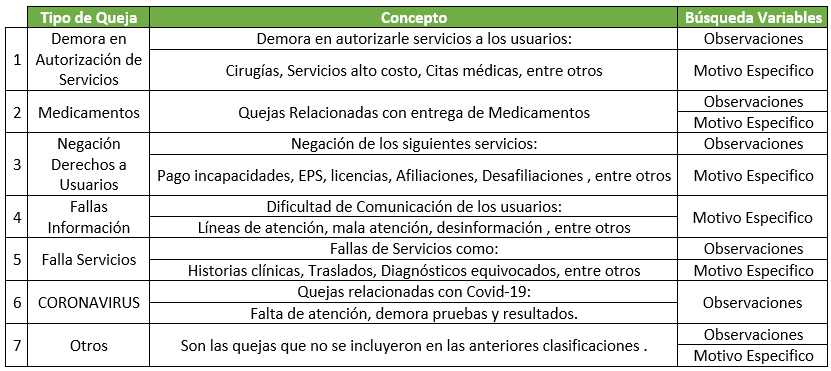 Tipo de Queja Concepto Búsqueda Variables
1
Demora en
Autorización de
Servicios
Demora en autorizarle servicios a los usuarios:
Observaciones
Cirugías, Servicios alto costo, Citas médicas, entre otros
Motivo Especifico
2
Medicamentos
Quejas Relacionadas con entrega de Medicamentos
Observaciones
Motivo Especifico
3
Negación
Derechos a
Usuarios
Negación de los siguientes servicios:
Observaciones
Pago incapacidades, EPS, licencias, Afiliaciones, Desafiliaciones , entre otros
Motivo Especifico
4
Fallas
Información
Dificultad de Comunicación de los usuarios:
Líneas de atención, mala atención, desinformación , entre otros
Motivo Especifico
5
Falla Servicios
Fallas de Servicios como:
Observaciones
Historias clínicas, Traslados, Diagnósticos equivocados, entre otros
Motivo Especifico
6
CORONAVIRUS
Quejas relacionadas con Covid-19:
Falta de atención, demora pruebas y resultados.
Observaciones
7
Otros
Son las quejas que no se incluyeron en las anteriores clasificaciones .
Observaciones
Motivo Especifico